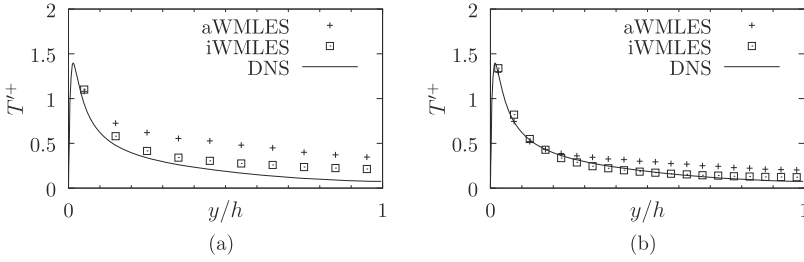 2
1.5
1
0.5
0
T'+
aWMLES
iWMLES
DNS
0
y/h
1
(a)
2
1.5
1
0.5
0
T'+
aWMLES
iWMLES
DNS
0
y/h
1
(b)